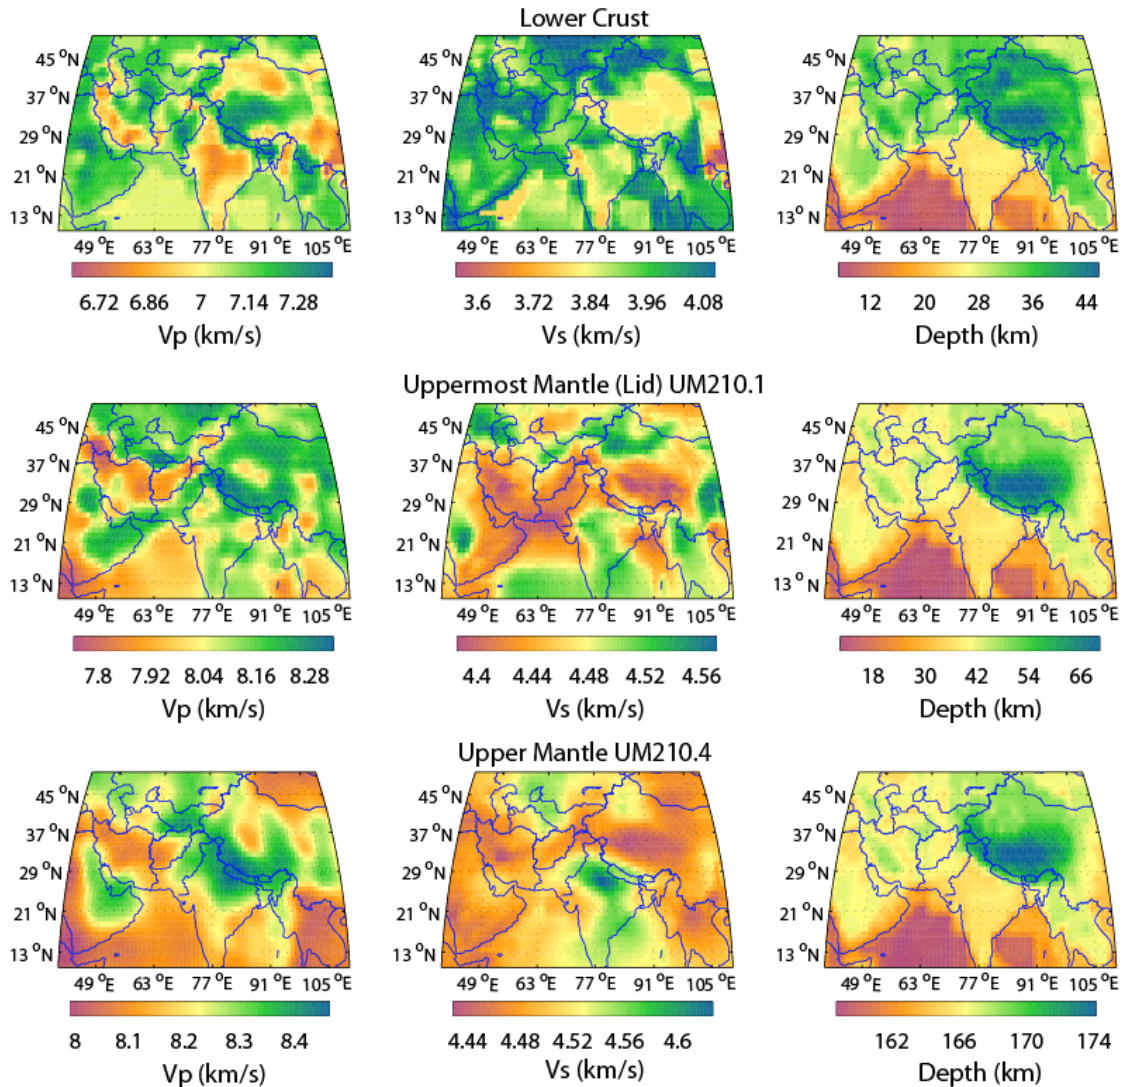 Lower Crust
45 °N
37 °N
29 °N
21 °N
13 °N
49 °E 63 °E 77 °E 91 °E 105 °E
6.72 6.86 7 7.14 7.28
Vp (km/s)
45 °N
37 °N
29 °N
21 °N
13 °N
49 °E 63 °E 77 °E 91 °E 105 °E
3.6 3.72 3.84 3.96 4.08
Vs (km/s)
45 °N
37 °N
29 °N
21 °N
13 °N
49 °E 63 °E 77 °E 91 °E 105 °E
12 20 28 36 44
Depth (km)
Uppermost Mantle (Lid) UM210.1
45 °N
37 °N
29 °N
21 °N
13 °N
49 °E 63 °E 77 °E 91 °E 105 °E
7.8 7.92 8.04 8.16 8.28
Vp (km/s)
45 °N
37 °N
29 °N
21 °N
13 °N
49 °E 63 °E 77 °E 91 °E 105 °E
4.4 4.44 4.48 4.52 4.56
Vs (km/s)
45 °N
37 °N
29 °N
21 °N
13 °N
49 °E 63 °E 77 °E 91 °E 105 °E
18 30 42 54 66
Depth (km)
Upper Mantle UM210.4
45 °N
37 °N
29 °N
21 °N
13 °N
49 °E 63 °E 77 °E 91 °E 105 °E
8 8.1 8.2 8.3 8.4
Vp (km/s)
45 °N
37 °N
29 °N
21 °N
13 °N
49 °E 63 °E 77 °E 91 °E 105 °E
4.44 4.48 4.52 4.56 4.6
Vs (km/s)
45 °N
37 °N
29 °N
21 °N
13 °N
49 °E 63 °E 77 °E 91 °E 105 °E
162 166 170 174
Depth (km)